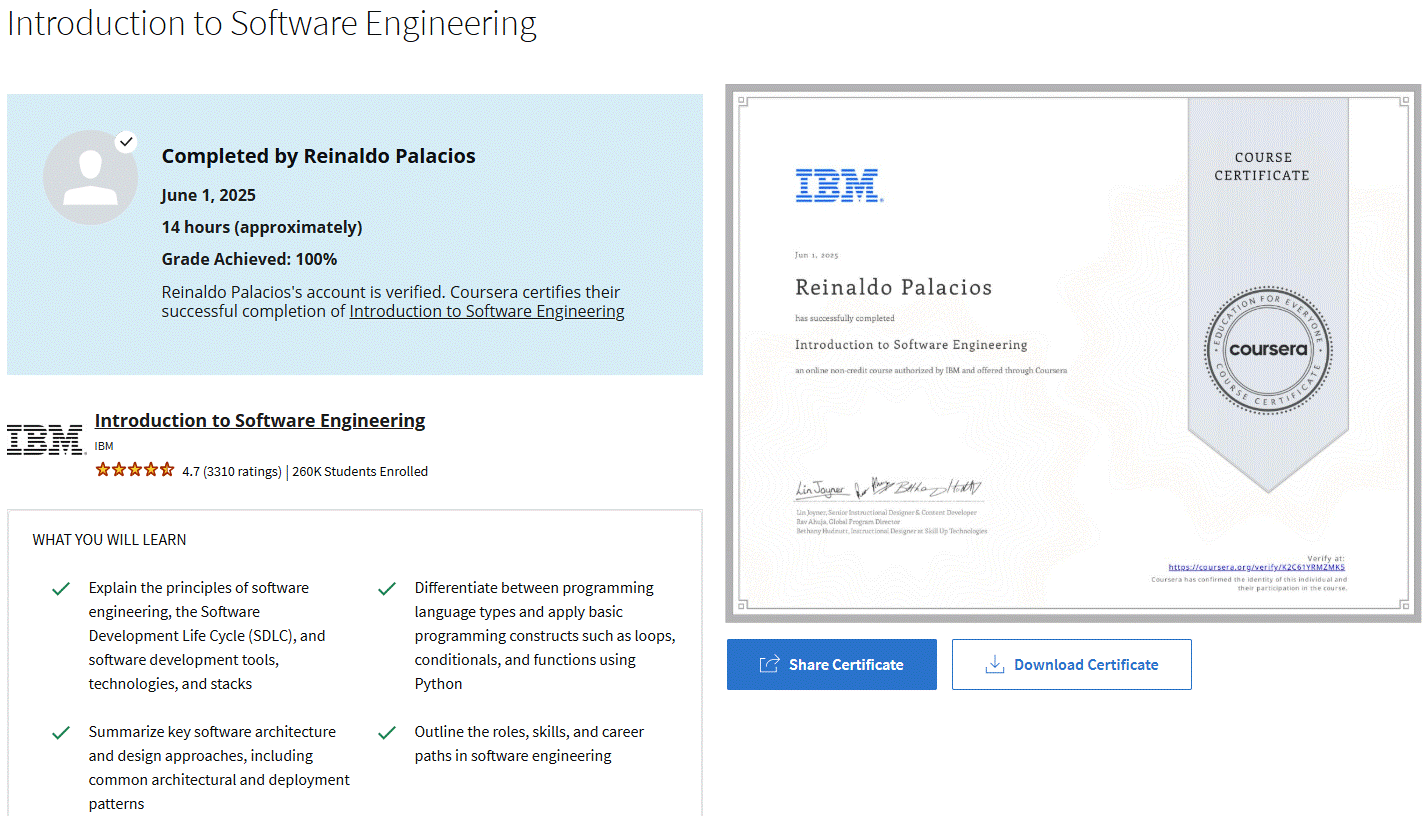 Introduction to Software Engineering
Completed by Reinaldo Palacios
June 1, 2025
14 hours (approximately)
Grade Achieved: 100%
Reinaldo Palacios's account is verified. Coursera certifies their
successful completion of Introduction to Software Engineering
IBM
Introduction to Software Engineering
IBM
4.7 (3310 ratings) | 260K Students Enrolled
WHAT YOU WILL LEARN
Explain the principles of software
engineering, the Software
Development Life Cycle (SDLC), and
software development tools,
technologies, and stacks
Differentiate between programming
language types and apply basic
programming constructs such as loops,
conditionals, and functions using
Python
Summarize key software architecture
and design approaches, including
common architectural and deployment
patterns
Outline the roles, skills, and career
paths in software engineering
IBM
Jun 1, 2025
Reinaldo Palacios
has successfully completed
Introduction to Software Engineering
an online non-credit course authorized by IBM and offered through Coursera
Lin Joyner
Lin Joyner, Senior Instructional Designer & Content Developer
Rav Ahuja, Global Program Director
Bethany Hudnutt, Instructional Designer at Skill Up Technologies
COURSE
CERTIFICATE
EDUCATION FOR EVERYONE
coursera
COURSE CERTIFICATE
Verify at:
https://coursera.org/verify/K2C61YRMZMKS
Coursera has confirmed the identity of this individual and
their participation in the course.
Share Certificate
Download Certificate